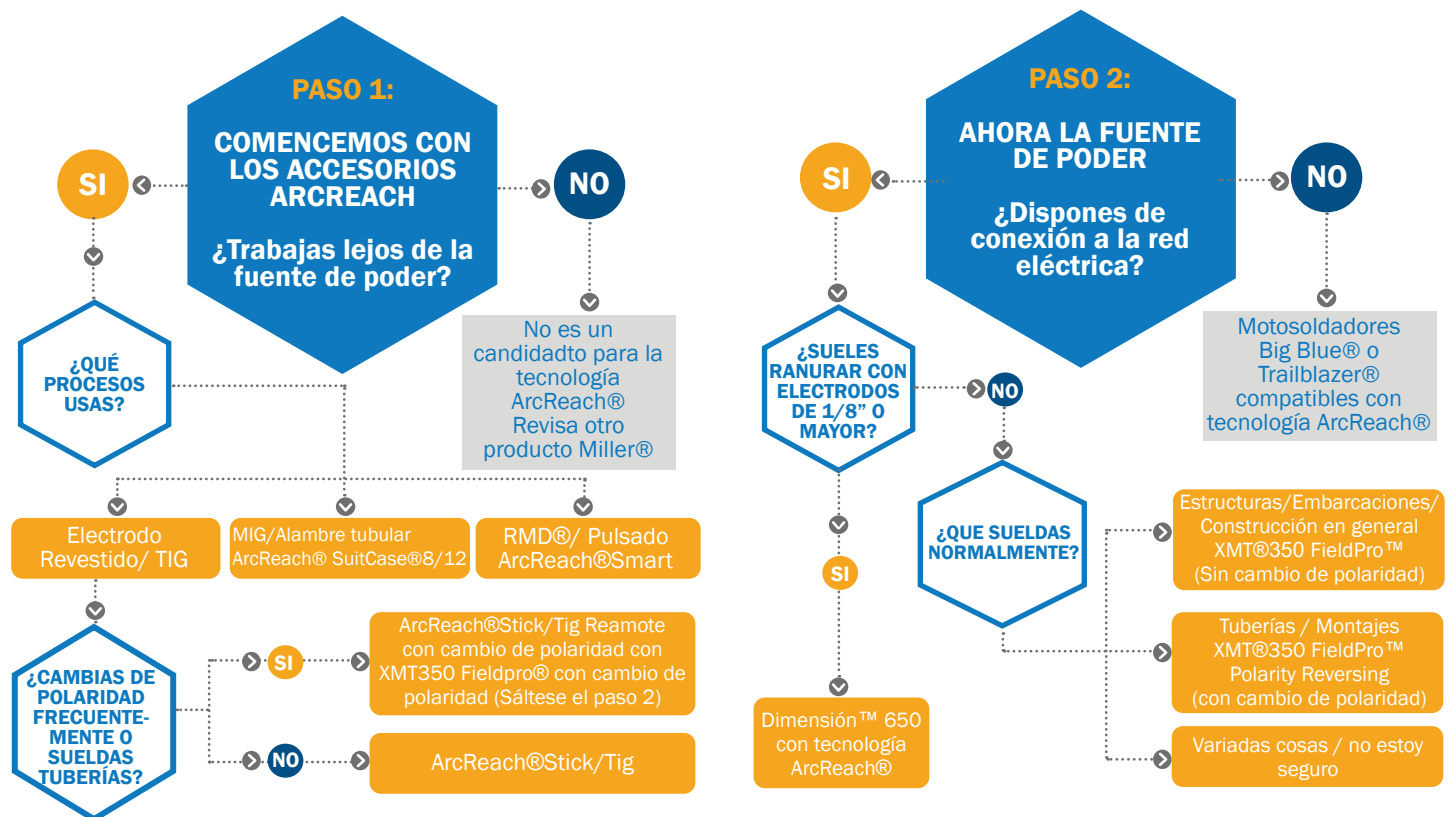 PASO 1:
COMENCEMOS CON
LOS ACCESORIOS
ARCREACH
¿Trabajas lejos de la
fuente de poder?
SI
NO
No es un
candidadto para la
tecnología
ArcReach®
Revisa otro
producto Miller®
¿QUÉ
PROCESOS
USAS?
Electrodo
Revestido/ TIG
MIG/Alambre tubular
ArcReach® SuitCase®8/12
RMD®/ Pulsado
ArcReach®Smart
¿CAMBIAS DE
POLARIDAD
FRECUENTE-
MENTE O
SUELDAS
TUBERÍAS?
SI
ArcReach®Stick/Tig Reamote
con cambio de polaridad con
XMT350 Fieldpro® con cambio de
polaridad (Sáltese el paso 2)
NO
ArcReach®Stick/Tig
PASO 2:
AHORA LA FUENTE
DE PODER
¿Dispones de
conexión a la red
eléctrica?
SI
NO
Motosoldadores
Big Blue® o
Trailblazer®
compatibles con
tecnología ArcReach®
¿SUELES
RANURAR CON
ELECTRODOS
DE 1/8” O
MAYOR?
NO
SI
Dimensión™ 650
con tecnología
ArcReach®
¿QUE SUELDAS
NORMALMENTE?
Estructuras/Embarcaciones/
Construcción en general
XMT®350 FieldPro™
(Sin cambio de polaridad)
Tuberías / Montajes
XMT®350 FieldPro™
Polarity Reversing
(con cambio de polaridad)
Variadas cosas / no estoy
seguro